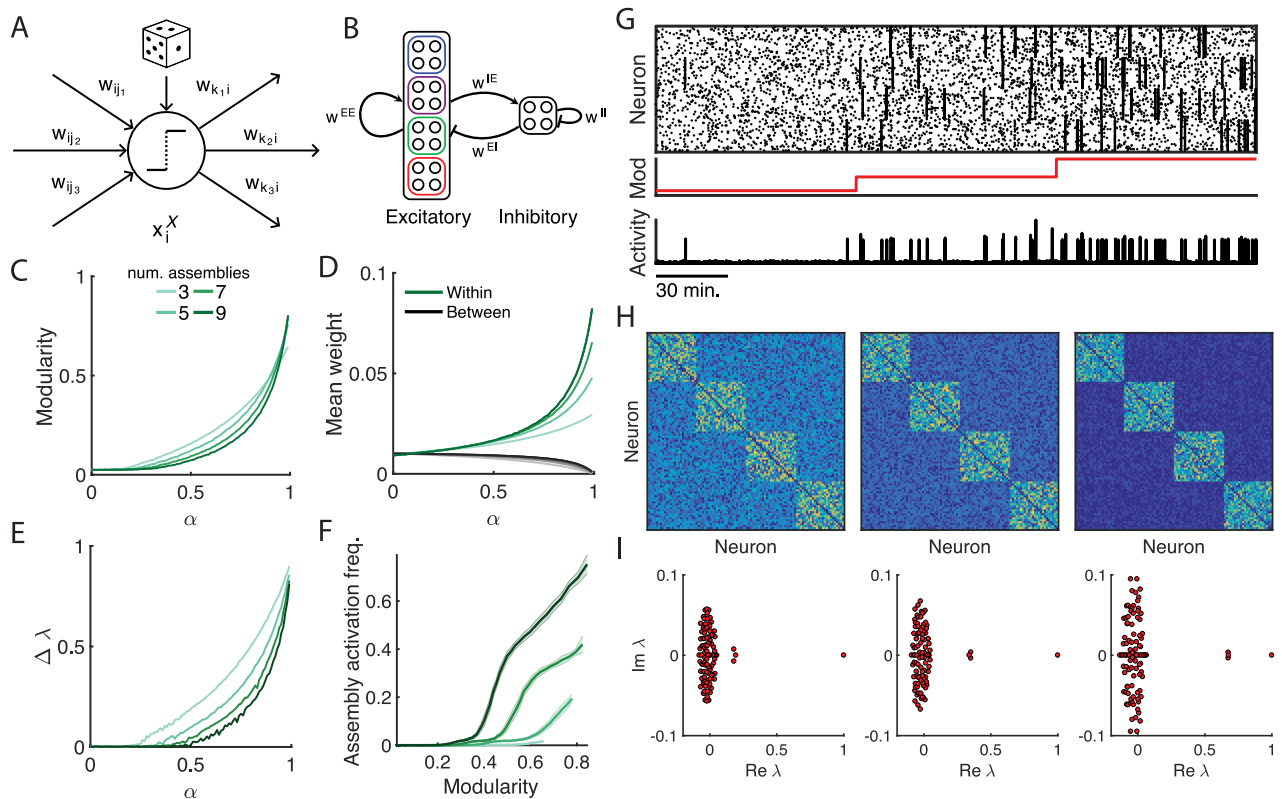 A
w_ij1
w_ij2
w_ij3
w_k1i
w_k2i
w_k3i
x_i^X
B
w^EE
w^IE
w^EI
w^II
Excitatory
Inhibitory
C
num. assemblies
3
7
5
9
Modularity
1
0.5
0
0
0.5
1
α
D
Within
Between
Mean weight
0.1
0.05
0
0
0.5
1
α
E
Δ λ
1
0.5
0
0
0.5
1
α
F
Assembly activation freq.
0.6
0.4
0.2
0
0.2
0.4
0.6
0.8
Modularity
G
Neuron
Mod
Activity
30 min.
H
Neuron
Neuron
Neuron
Neuron
I
Im λ
0.1
0
-0.1
0
1
Re λ
0.1
0
-0.1
0
1
Re λ
0.1
0
-0.1
0
1
Re λ